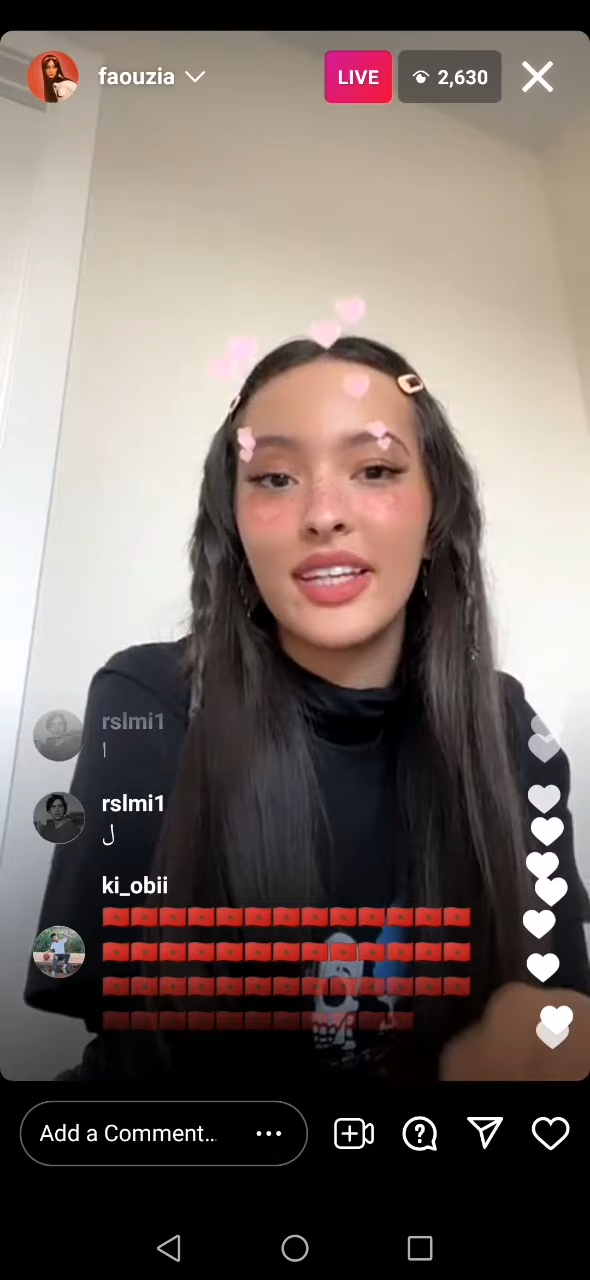 faouzia
LIVE
2,630
rslmi1
ا
rslmi1
ل
ki_obii
🇲🇦🇲🇦🇲🇦🇲🇦🇲🇦🇲🇦🇲🇦🇲🇦🇲🇦🇲🇦🇲🇦🇲🇦🇲🇦
🇲🇦🇲🇦🇲🇦🇲🇦🇲🇦🇲🇦🇲🇦🇲🇦🇲🇦🇲🇦🇲🇦🇲🇦🇲🇦
🇲🇦🇲🇦🇲🇦🇲🇦🇲🇦🇲🇦🇲🇦🇲🇦🇲🇦🇲🇦🇲🇦🇲🇦🇲🇦
🇲🇦🇲🇦🇲🇦🇲🇦🇲🇦🇲🇦🇲🇦🇲🇦🇲🇦🇲🇦🇲🇦
Add a Comment...